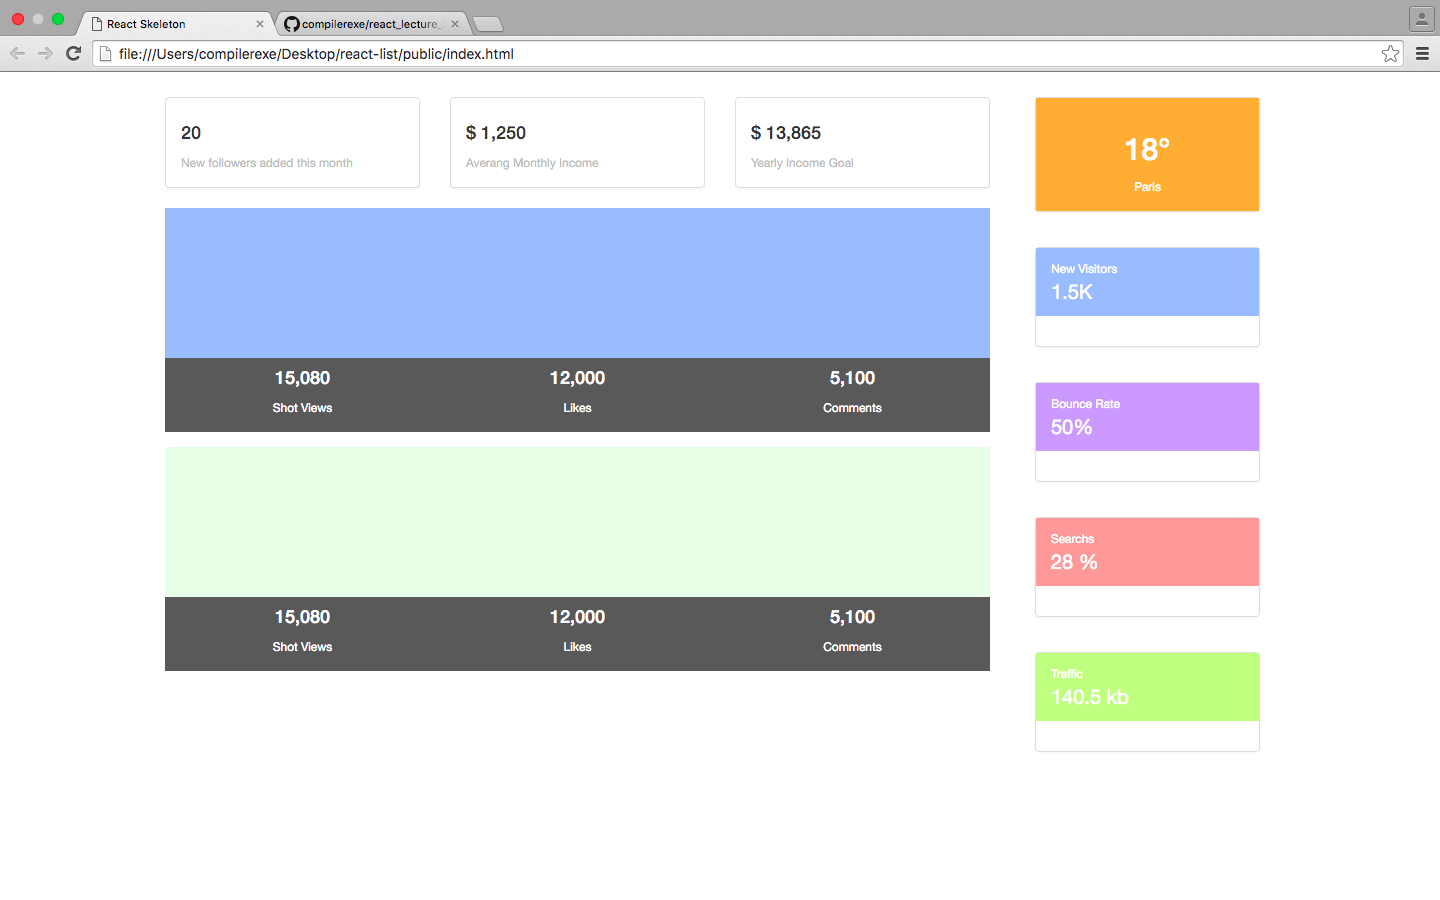 React Skeleton
compilerexe/react_lecture_
file:///Users/compilerexe/Desktop/react-list/public/index.html
20
New followers added this month
$ 1,250
Averang Monthly Income
$ 13,865
Yearly Income Goal
18°
Paris
15,080
Shot Views
12,000
Likes
5,100
Comments
15,080
Shot Views
12,000
Likes
5,100
Comments
New Visitors
1.5K
Bounce Rate
50%
Searchs
28 %
Traffic
140.5 kb